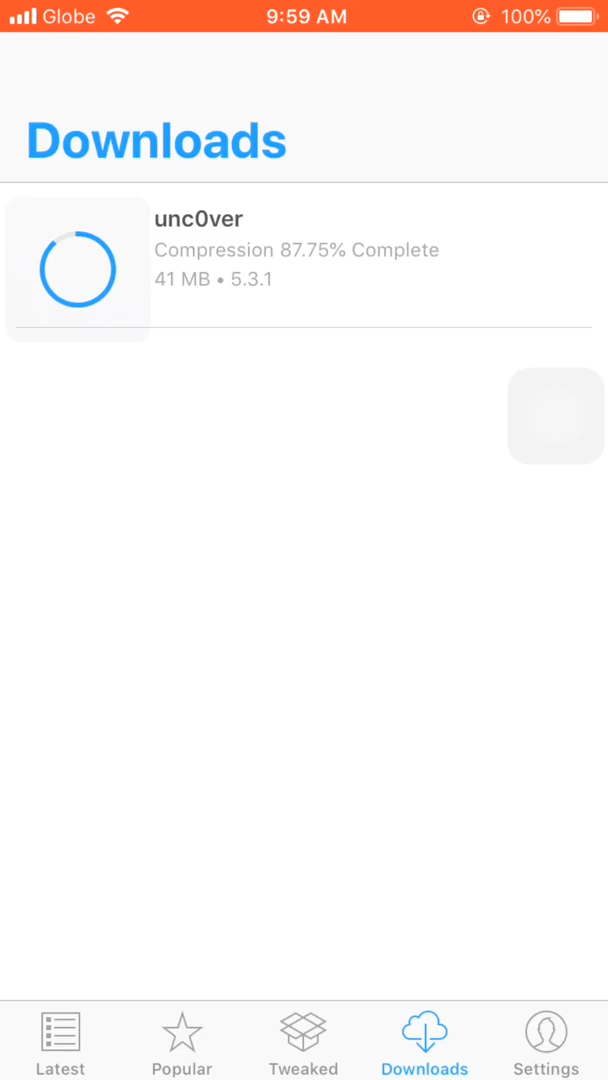 Globe 9:59 AM 100%
Downloads
unc0ver
Compression 87.75% Complete
41 MB • 5.3.1
Latest Popular Tweaked Downloads Settings